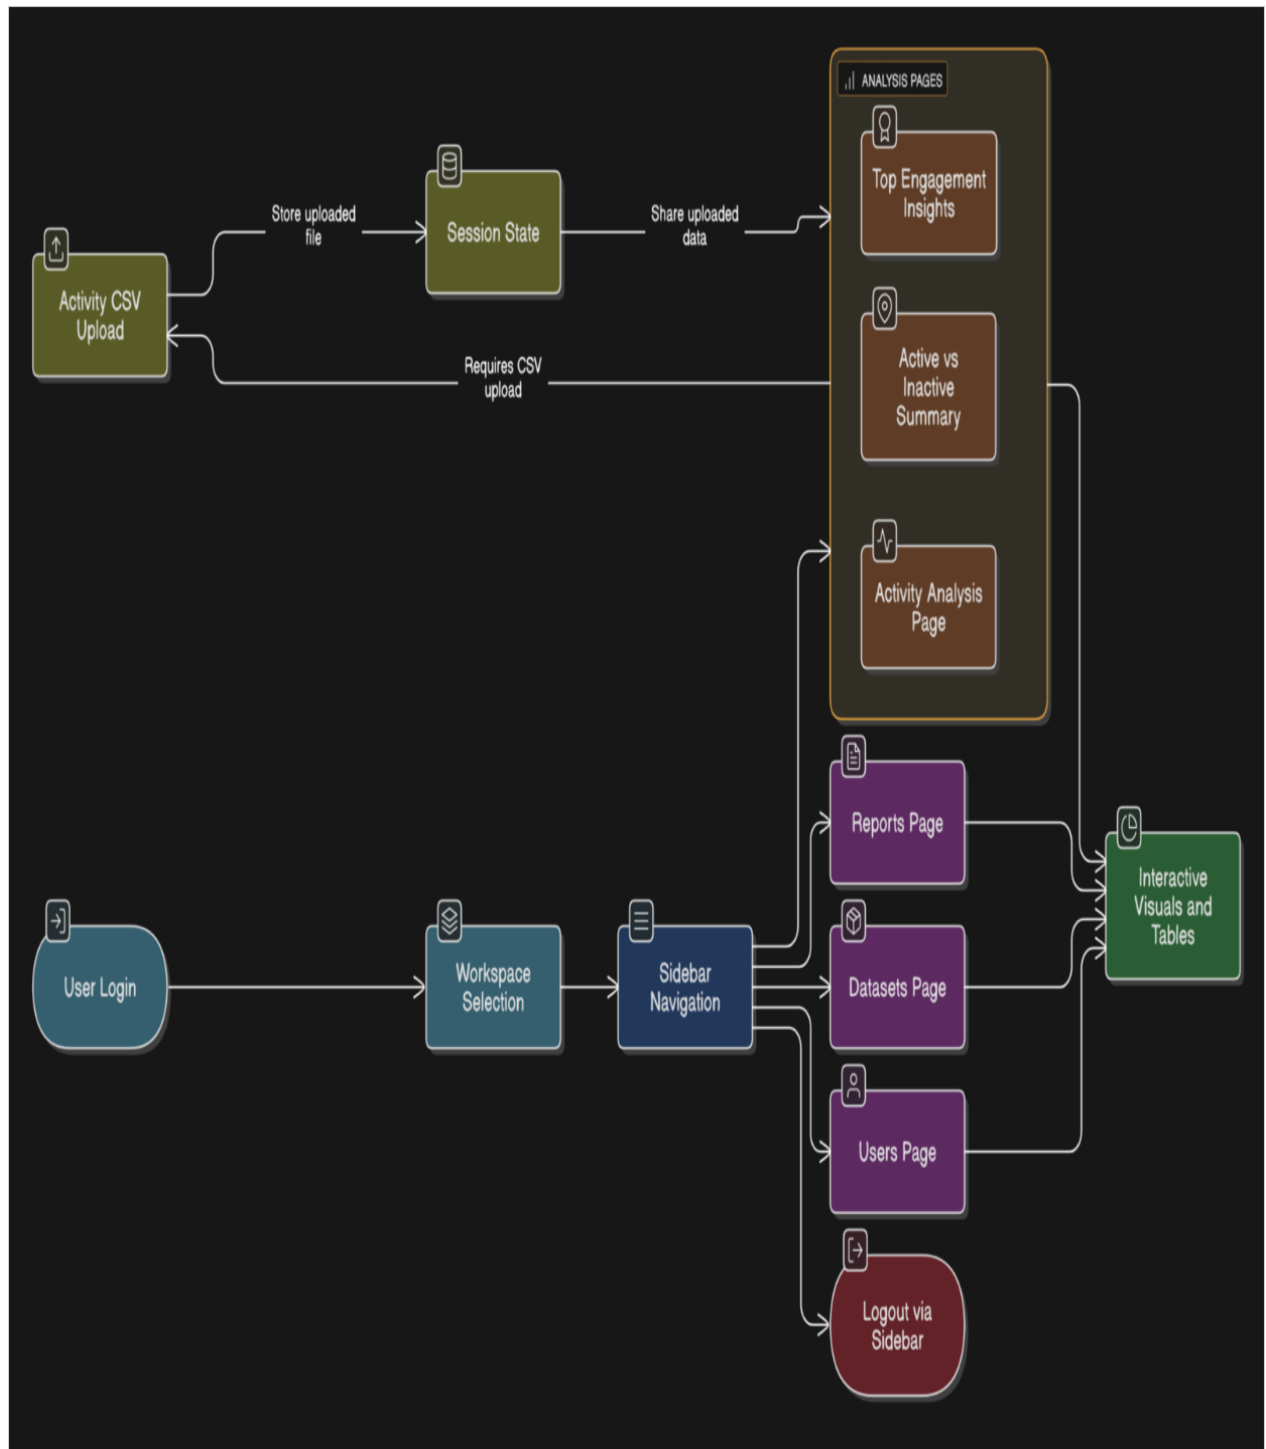 ANALYSIS PAGES
Top Engagement
Insights
Store uploaded
file
Session State
Share uploaded
data
Activity CSV
Upload
Requires CSV
upload
Active vs
Inactive
Summary
Activity Analysis
Page
Reports Page
Interactive
Visuals and
Tables
User Login
Workspace
Selection
Sidebar
Navigation
Datasets Page
Users Page
Logout via
Sidebar